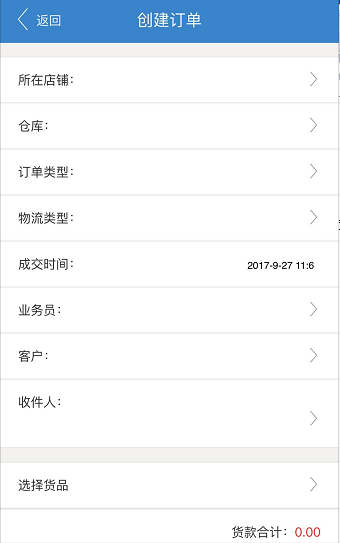 返回 创建订单
所在店铺:
仓库:
订单类型:
物流类型:
成交时间: 2017-9-27 11:6
业务员:
客户:
收件人:
选择货品
货款合计: 0.00